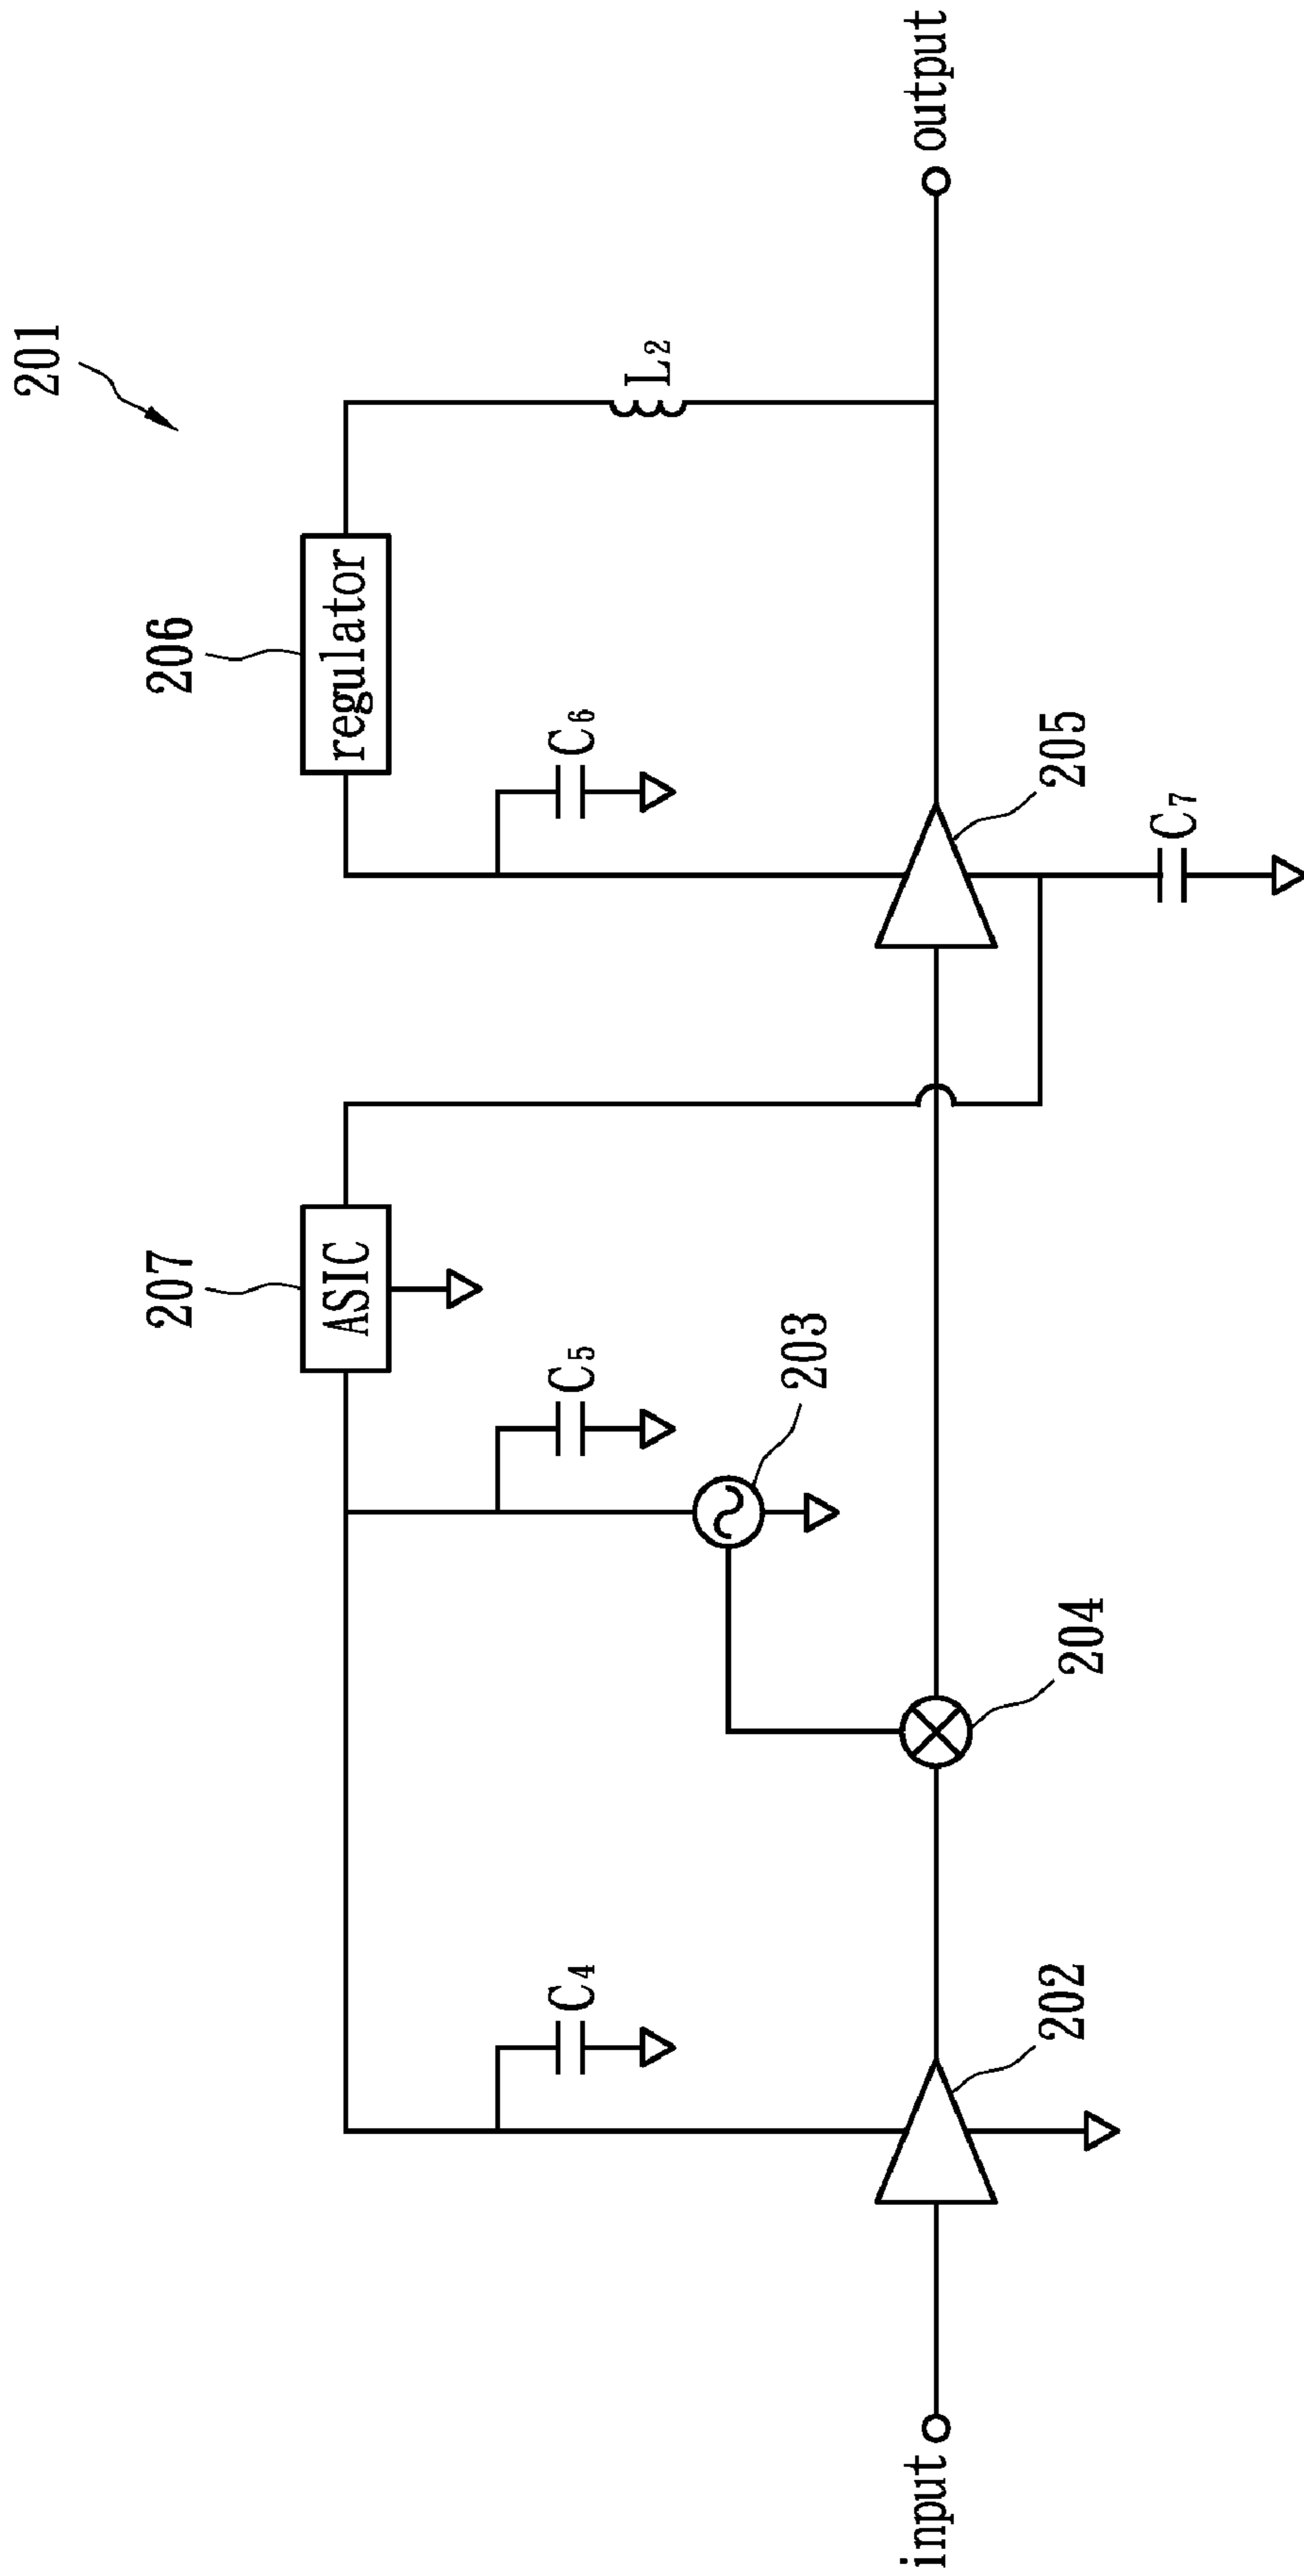 201
207
206
ASIC
regulator
C4
C5
C6
L2
203
input
output
202
204
205
C7